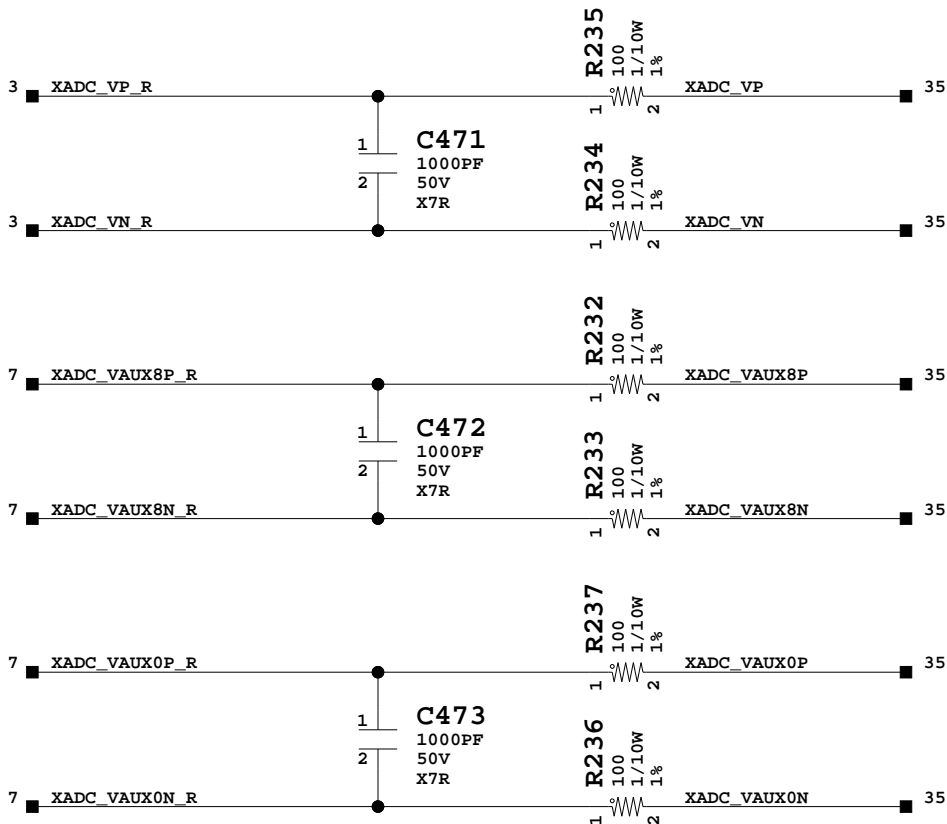 R235
100
1/10W
1%
3 XADC_VP_R
1 2
XADC_VP 35
1
2
C471
1000PF
50V
X7R
R234
100
1/10W
1%
3 XADC_VN_R
1 2
XADC_VN 35
R232
100
1/10W
1%
7 XADC_VAUX8P_R
1 2
XADC_VAUX8P 35
1
2
C472
1000PF
50V
X7R
R233
100
1/10W
1%
7 XADC_VAUX8N_R
1 2
XADC_VAUX8N 35
R237
100
1/10W
1%
7 XADC_VAUX0P_R
1 2
XADC_VAUX0P 35
1
2
C473
1000PF
50V
X7R
R236
100
1/10W
1%
7 XADC_VAUX0N_R
1 2
XADC_VAUX0N 35